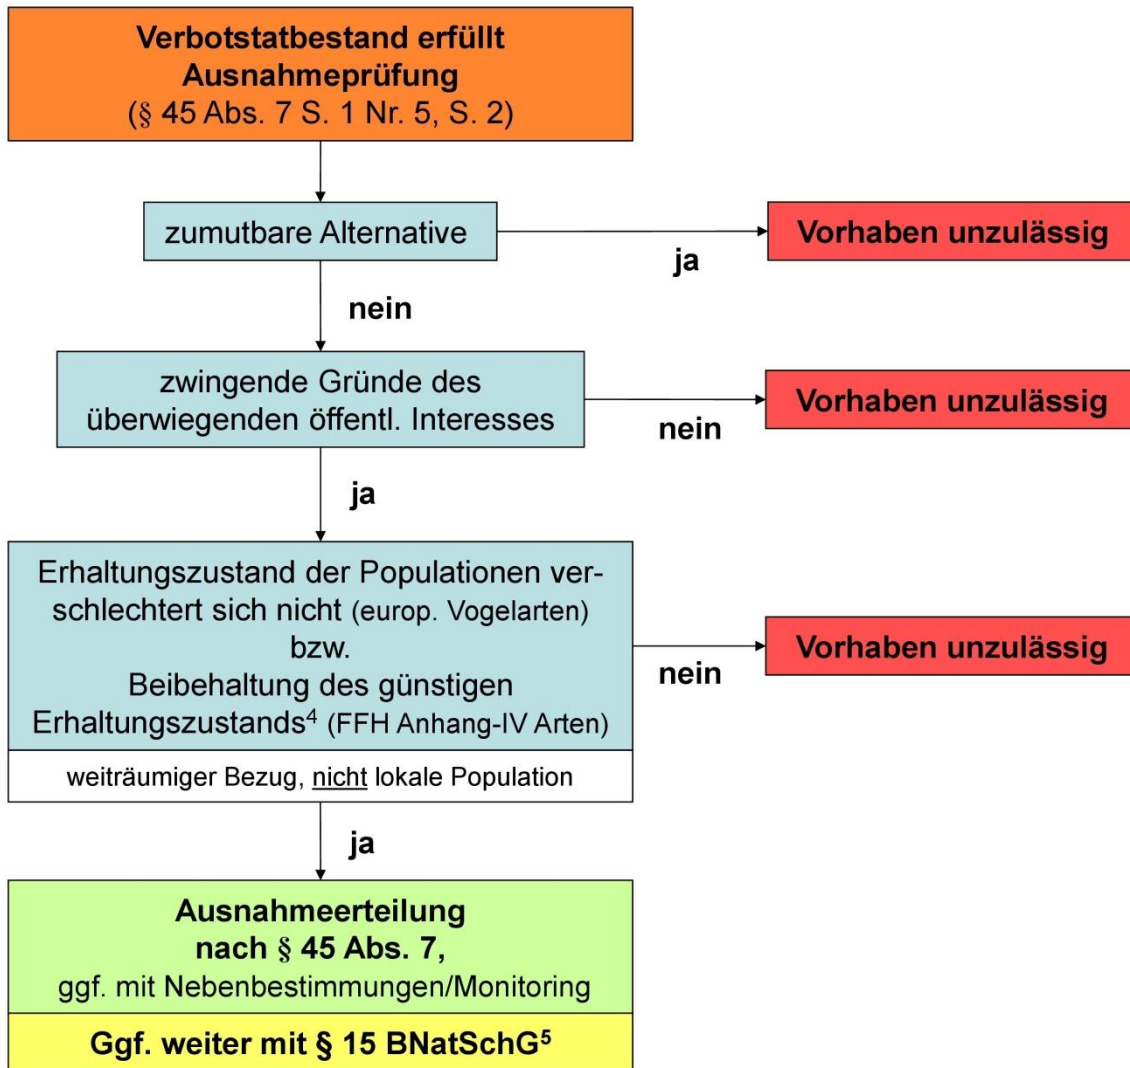 Verbotstatbestand erfüllt
Ausnahmeprüfung
(§ 45 Abs. 7 S. 1 Nr. 5, S. 2)
zumutbare Alternative
ja
Vorhaben unzulässig
nein
zwingende Gründe des
überwiegenden öffentl. Interesses
nein
Vorhaben unzulässig
ja
Erhaltungszustand der Populationen ver-
schlechtert sich nicht (europ. Vogelarten)
bzw.
Beibehaltung des günstigen
Erhaltungszustands⁴ (FFH Anhang-IV Arten)
weiträumiger Bezug, nicht lokale Population
nein
Vorhaben unzulässig
ja
Ausnahmeerteilung
nach § 45 Abs. 7,
ggf. mit Nebenbestimmungen/Monitoring
Ggf. weiter mit § 15 BNatSchG⁵